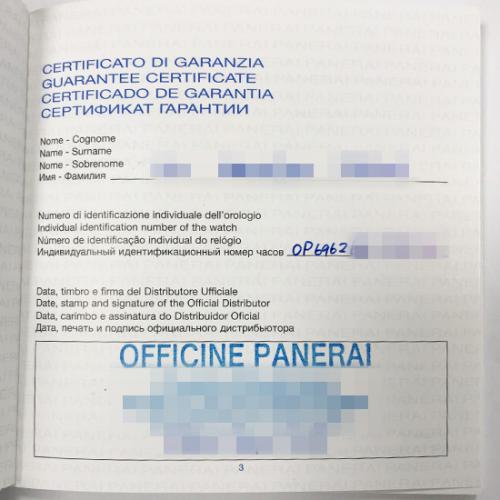 CERTIFICATO DI GARANZIA
GUARANTEE CERTIFICATE
CERTIFICADO DE GARANTIA
СЕРТИФИКАТ ГАРАНТИИ
Nome - Cognome
Name - Surname
Nome - Sobrenome
Имя - Фамилия
Numero di identificazione individuale dell'orologio
Individual identification number of the watch
Número de identificação individual do relógio
Индивидуальный идентификационный номер часов OP6962
Data, timbro e firma del Distributore Ufficiale
Date, stamp and signature of the Official Distributor
Data, carimbo e assinatura do Distribuidor Oficial
Дата, печать и подпись официального дистрибьютора
OFFICINE PANERAI
3